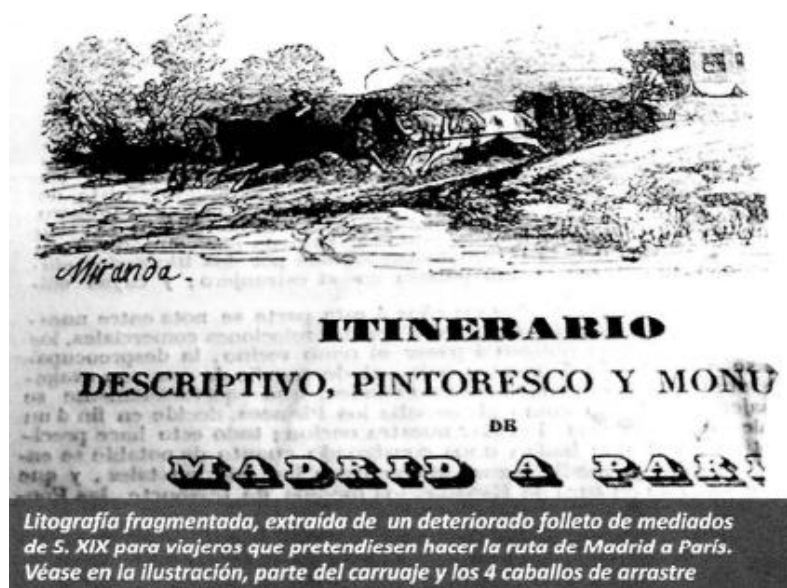 Miranda.
ITINERARIO
DESCRIPTIVO, PINTORESCO Y MONU
DE
MADRID A PARI
Litografía fragmentada, extraída de un deteriorado folleto de mediados
de S. XIX para viajeros que pretendiesen hacer la ruta de Madrid a París.
Véase en la ilustración, parte del carruaje y los 4 caballos de arrastre